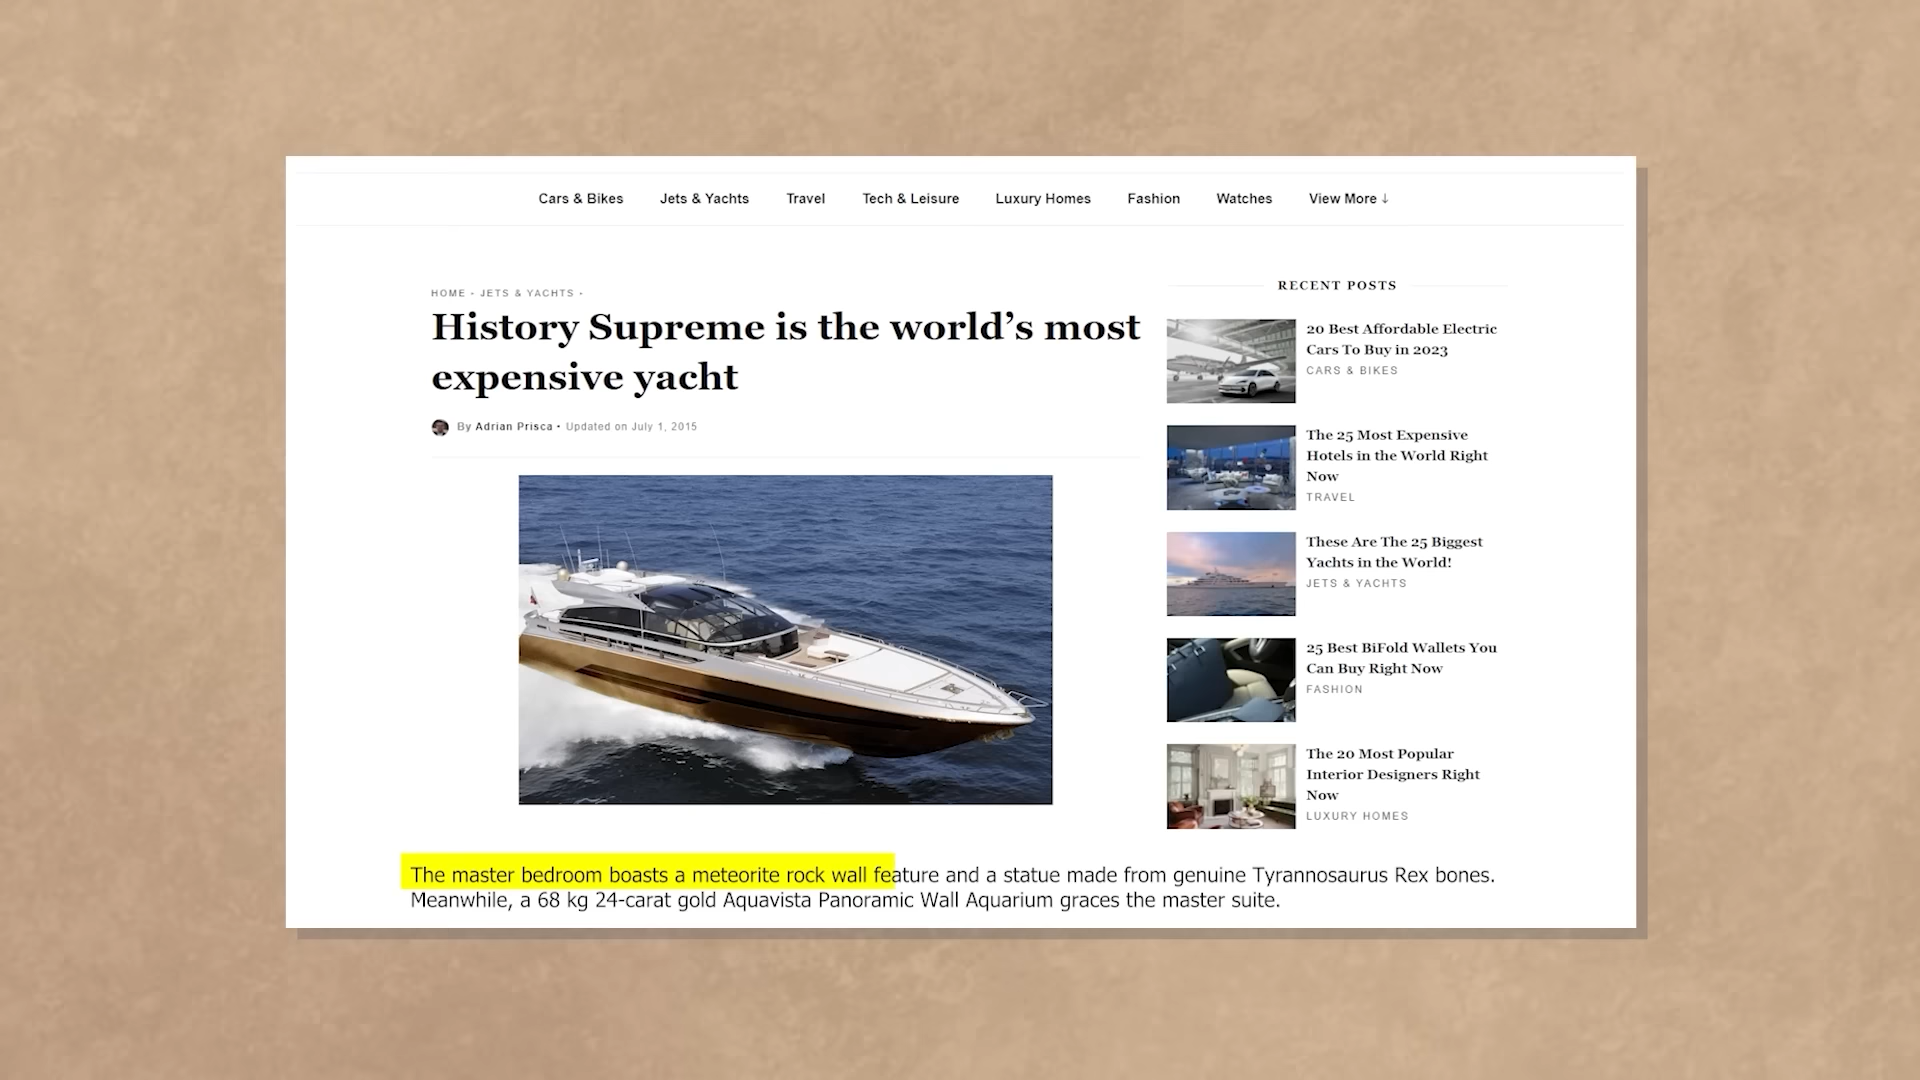 Cars & Bikes Jets & Yachts Travel Tech & Leisure Luxury Homes Fashion Watches View More ↓
HOME • JETS & YACHTS •
History Supreme is the world’s most
expensive yacht
By Adrian Prisca • Updated on July 1, 2015
RECENT POSTS
20 Best Affordable Electric
Cars To Buy in 2023
CARS & BIKES
The 25 Most Expensive
Hotels in the World Right
Now
TRAVEL
These Are The 25 Biggest
Yachts in the World!
JETS & YACHTS
25 Best BiFold Wallets You
Can Buy Right Now
FASHION
The 20 Most Popular
Interior Designers Right
Now
LUXURY HOMES
The master bedroom boasts a meteorite rock wall feature and a statue made from genuine Tyrannosaurus Rex bones.
Meanwhile, a 68 kg 24-carat gold Aquavista Panoramic Wall Aquarium graces the master suite.